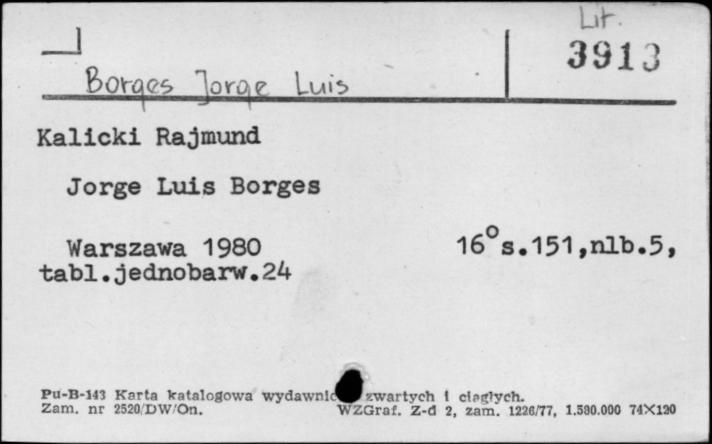 Lit.
3913
Borges Jorge Luis
Kalicki Rajmund
Jorge Luis Borges
Warszawa 1980 16° s.151,nlb.5,
tabl.jednobarw.24
Pu-B-143 Karta katalogowa zwartych i ciągłych.
Zam. nr 2520/DW/On. WZGraf. Z-d 2, zam. 1226/77, 1.500.000 74X120